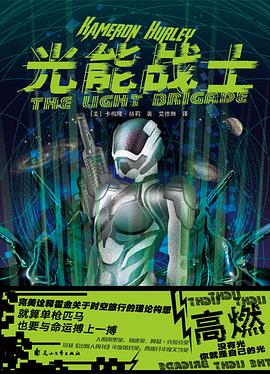 KAMERON HURLEY
光能战士
THE LIGHT BRIGADE
[美] 卡梅隆·赫莉 著 艾德琳 译
完美诠释霍金关于时空旅行的理论构想
就算单枪匹马
也要与命运搏上一搏
高燃
没有光
你就是自己的光